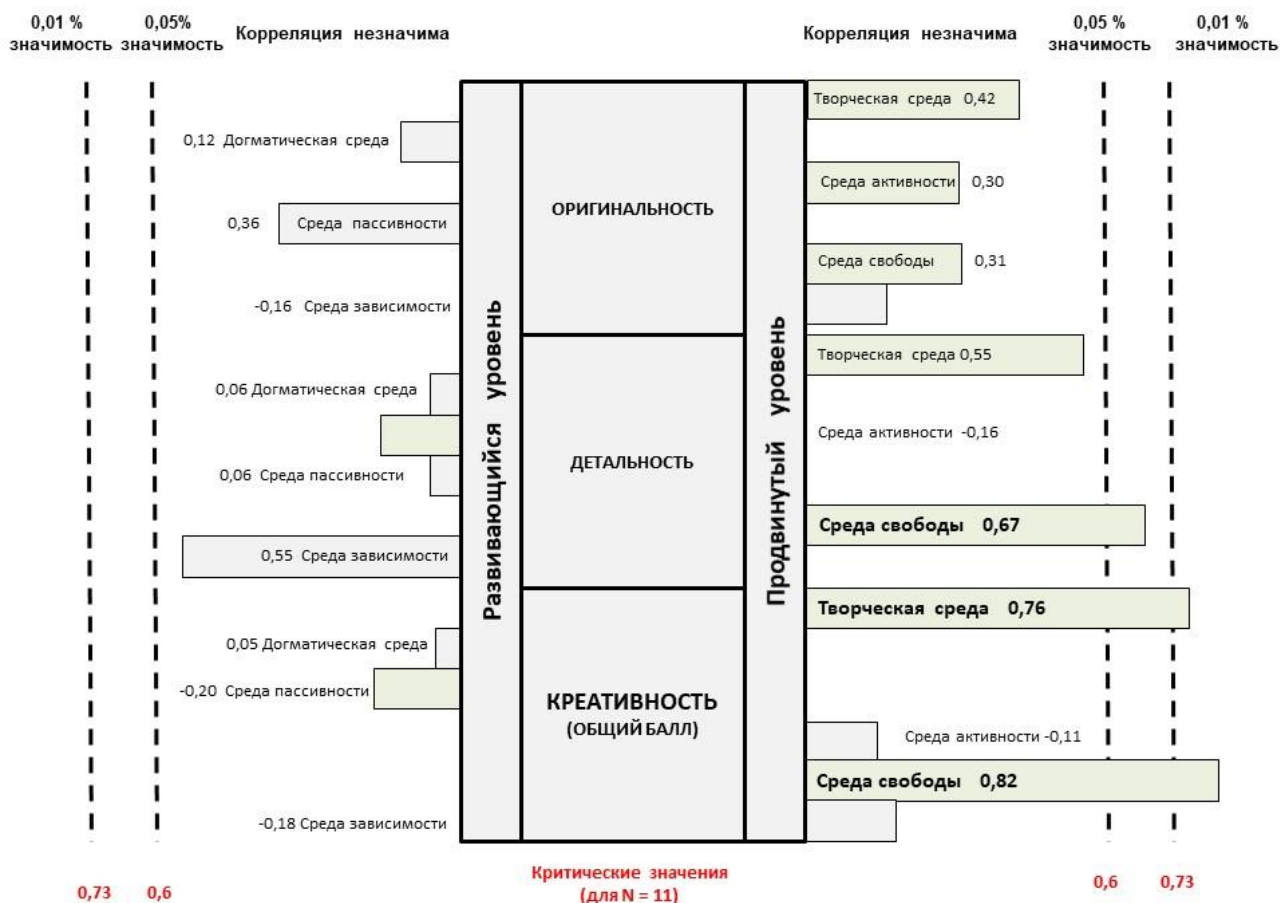 0,01 %
значимость
0,05%
значимость
Корреляция незначима
Корреляция незначима
0,05 %
значимость
0,01 %
значимость
Творческая среда 0,42
0,12 Догматическая среда
Среда активности 0,30
0,36 Среда пассивности
ОРИГИНАЛЬНОСТЬ
Среда свободы 0,31
-0,16 Среда зависимости
Творческая среда 0,55
0,06 Догматическая среда
Среда активности -0,16
0,06 Среда пассивности
ДЕТАЛЬНОСТЬ
Среда свободы 0,67
0,55 Среда зависимости
Творческая среда 0,76
0,05 Догматическая среда
-0,20 Среда пассивности
КРЕАТИВНОСТЬ
(ОБЩИЙ БАЛЛ)
Среда активности -0,11
Среда свободы 0,82
-0,18 Среда зависимости
Развивающийся уровень
Продвинутый уровень
0,73
0,6
Критические значения
(для N = 11)
0,6
0,73